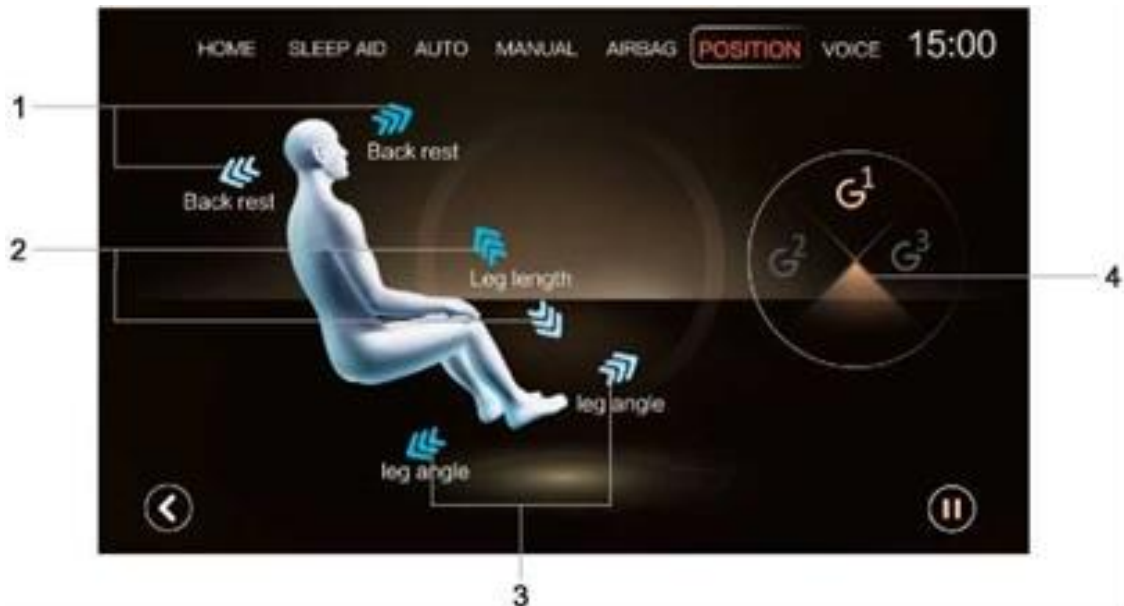 HOME SLEEP AID AUTO MANUAL AIRBAG POSITION VOICE 15:00
1
Back rest
Back rest
G1
2
G2 G3
Leg length
4
leg angle
leg angle
3